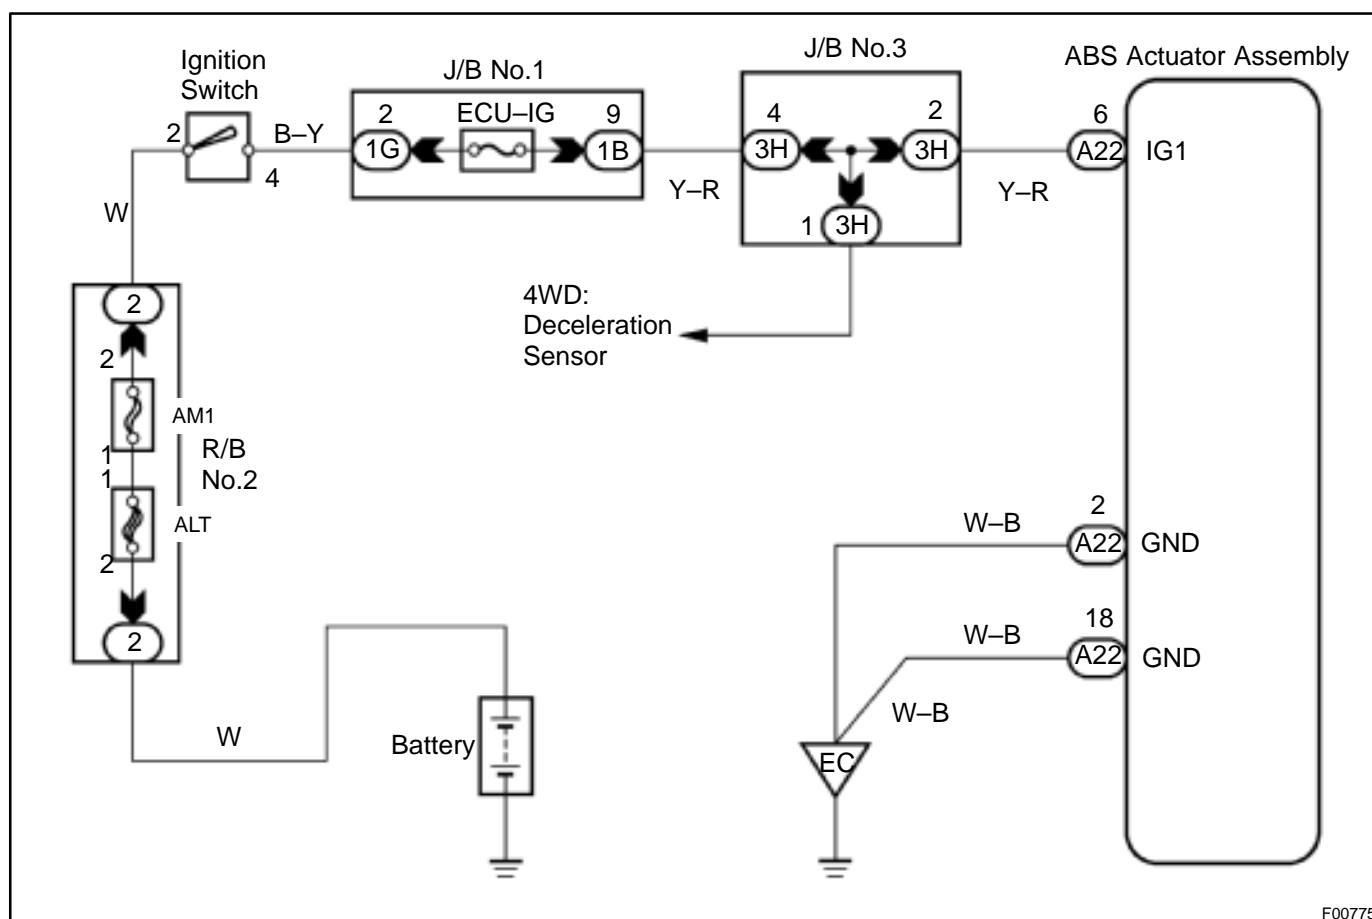 Ignition
Switch
J/B No.1
J/B No.3
ABS Actuator Assembly
2
B–Y
4
2
ECU–IG
9
1G
1B
Y–R
4
2
3H
3H
1
3H
Y–R
6
A22
IG1
W
4WD:
Deceleration
Sensor
2
2
AM1
1
R/B
No.2
1
ALT
2
2
W
Battery
2
W–B
A22
GND
18
W–B
A22
GND
W–B
EC
F00775